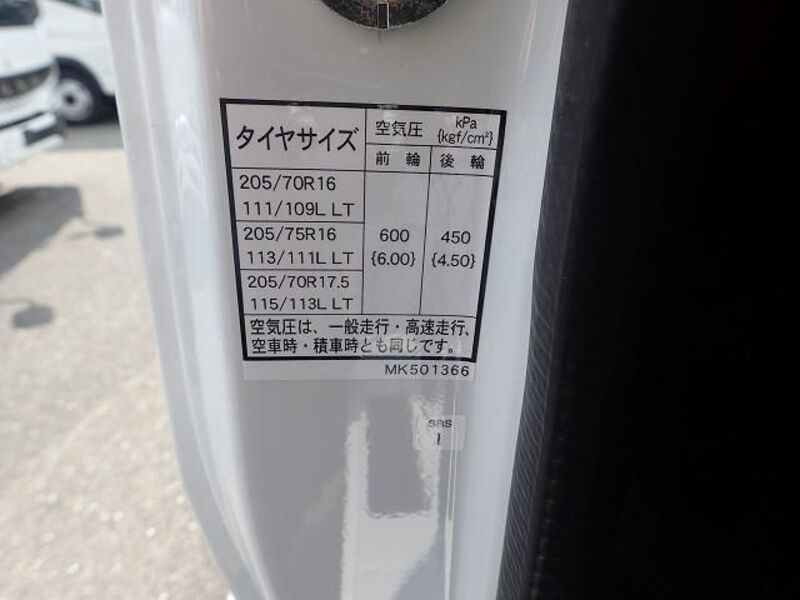 タイヤサイズ
空気圧 kPa {kgf/cm²}
前輪 後輪
205/70R16
111/109L LT
205/75R16
113/111L LT
205/70R17.5
115/113L LT
600 {6.00}
450 {4.50}
空気圧は、一般走行・高速走行、
空車時・積車時とも同じです。
MK501366
SRS
1